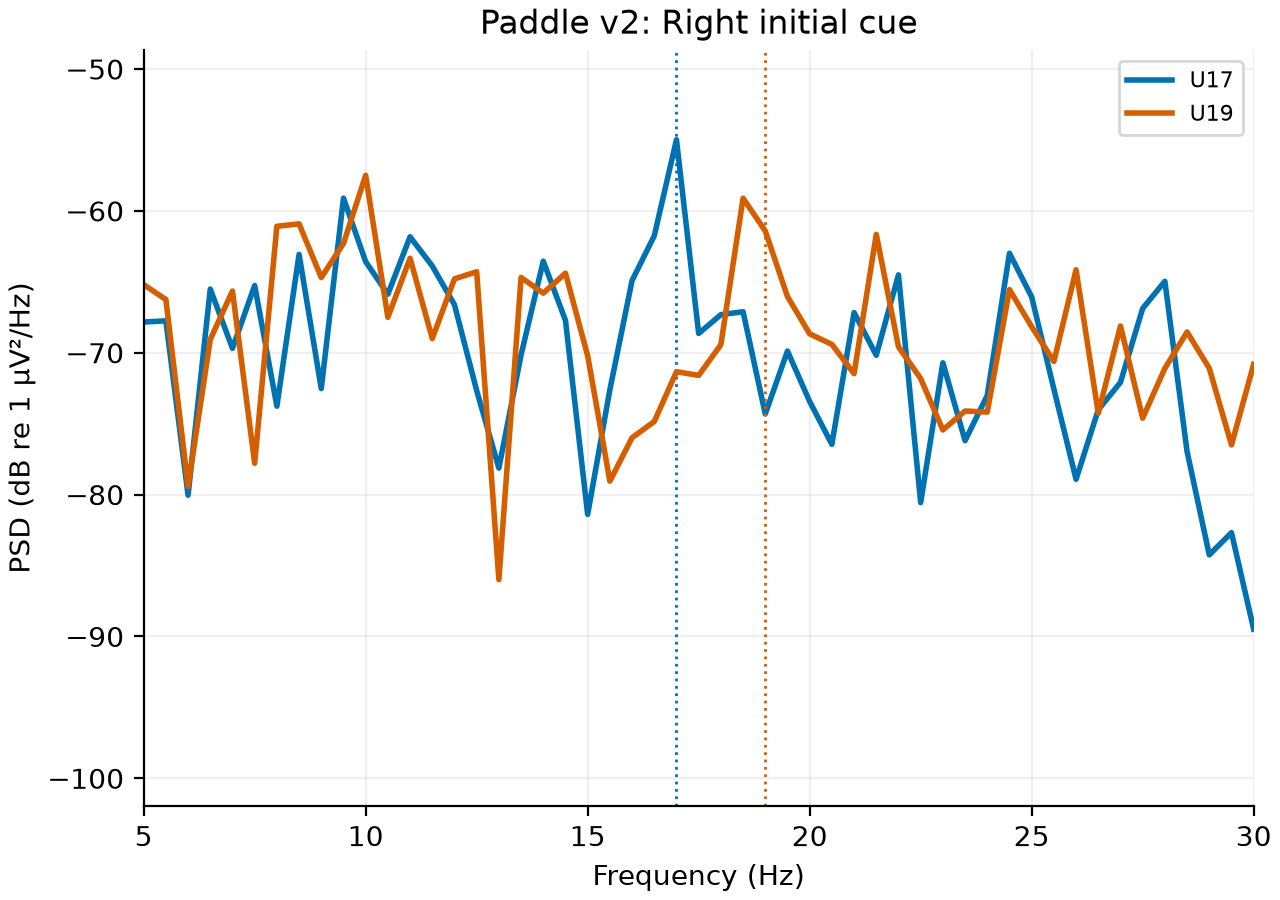 Paddle v2: Right initial cue
U17
U19
PSD (dB re 1 µV²/Hz)
−50
−60
−70
−80
−90
−100
5
10
15
20
25
30
Frequency (Hz)